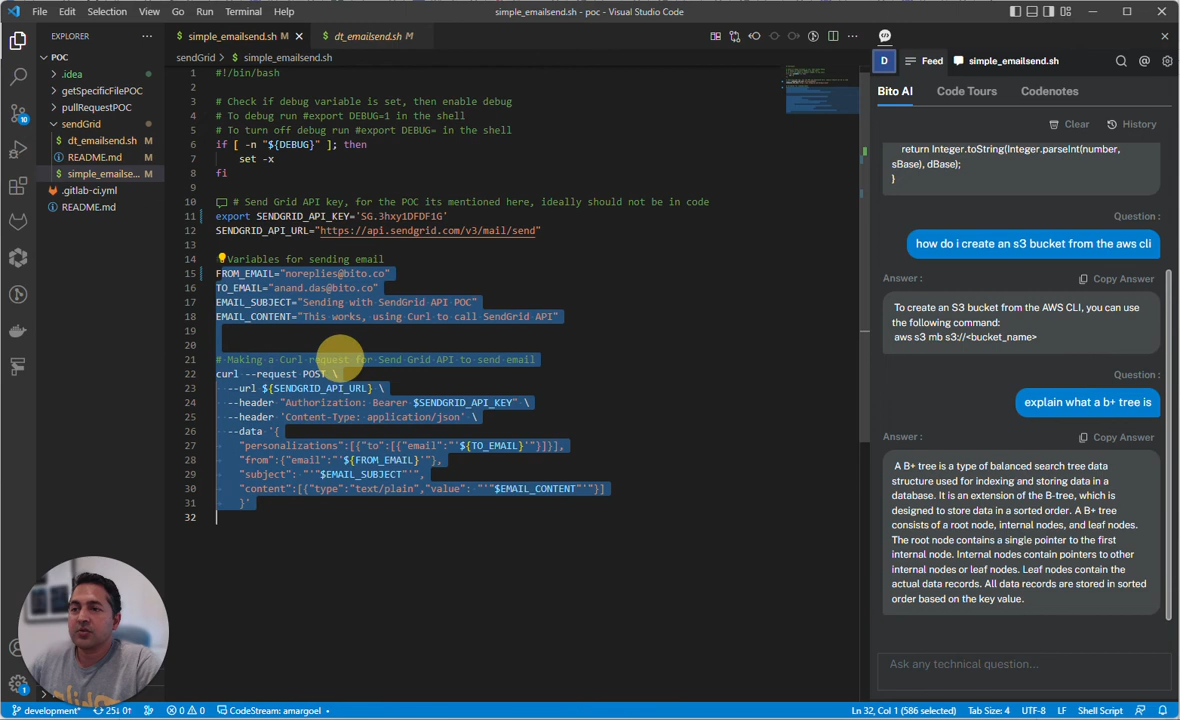 File Edit Selection View Go Run Terminal Help
simple_emailsend.sh - poc - Visual Studio Code
EXPLORER
POC
.idea
getSpecificFilePOC
pullRequestPOC
sendGrid
dt_emailsend.sh M
README.md M
simple_emailse... M
.gitlab-ci.yml
README.md
10
1
simple_emailsend.sh M
dt_emailsend.sh M
sendGrid > $ simple_emailsend.sh
1 #!/bin/bash
2
3 # Check if debug variable is set, then enable debug
4 # To debug run #export DEBUG=1 in the shell
5 # To turn off debug run #export DEBUG= in the shell
6 if [ -n "${DEBUG}" ]; then
7 set -x
8 fi
9
10 # Send Grid API key, for the POC its mentioned here, ideally should not be in code
11 export SENDGRID_API_KEY='SG.3hxy1DFDF1G'
12 SENDGRID_API_URL="https://api.sendgrid.com/v3/mail/send"
13
14 Variables for sending email
15 FROM_EMAIL="noreplies@bito.co"
16 TO_EMAIL="anand.das@bito.co"
17 EMAIL_SUBJECT="Sending with SendGrid API POC"
18 EMAIL_CONTENT="This works, using Curl to call SendGrid API"
19
20
21 # Making a Curl request for Send Grid API to send email
22 curl --request POST \
23 --url ${SENDGRID_API_URL} \
24 --header "Authorization: Bearer $SENDGRID_API_KEY" \
25 --header 'Content-Type: application/json' \
26 --data '{
27 "personalizations":[{"to":[{"email":"'${TO_EMAIL}'"}]}],
28 "from":{"email":"'${FROM_EMAIL}'"},
29 "subject": "'"$EMAIL_SUBJECT"'",
30 "content":[{"type":"text/plain","value": "'"$EMAIL_CONTENT"'"}]
31 }'
32
D Feed simple_emailsend.sh
Bito AI Code Tours Codenotes
Clear History
return Integer.toString(Integer.parseInt(number,
sBase), dBase);
}
Question :
how do i create an s3 bucket from the aws cli
Answer : Copy Answer
To create an S3 bucket from the AWS CLI, you can use
the following command:
aws s3 mb s3://<bucket_name>
Question :
explain what a b+ tree is
Answer : Copy Answer
A B+ tree is a type of balanced search tree data
structure used for indexing and storing data in a
database. It is an extension of the B-tree, which is
designed to store data in a sorted order. A B+ tree
consists of a root node, internal nodes, and leaf nodes.
The root node contains a single pointer to the first
internal node. Internal nodes contain pointers to other
internal nodes or leaf nodes. Leaf nodes contain the
actual data records. All data records are stored in sorted
order based on the key value.
Ask any technical question...
development* 25↓ 0↑ 0 0 CodeStream: amargoel
Ln 32, Col 1 (586 selected) Tab Size: 4 UTF-8 LF Shell Script